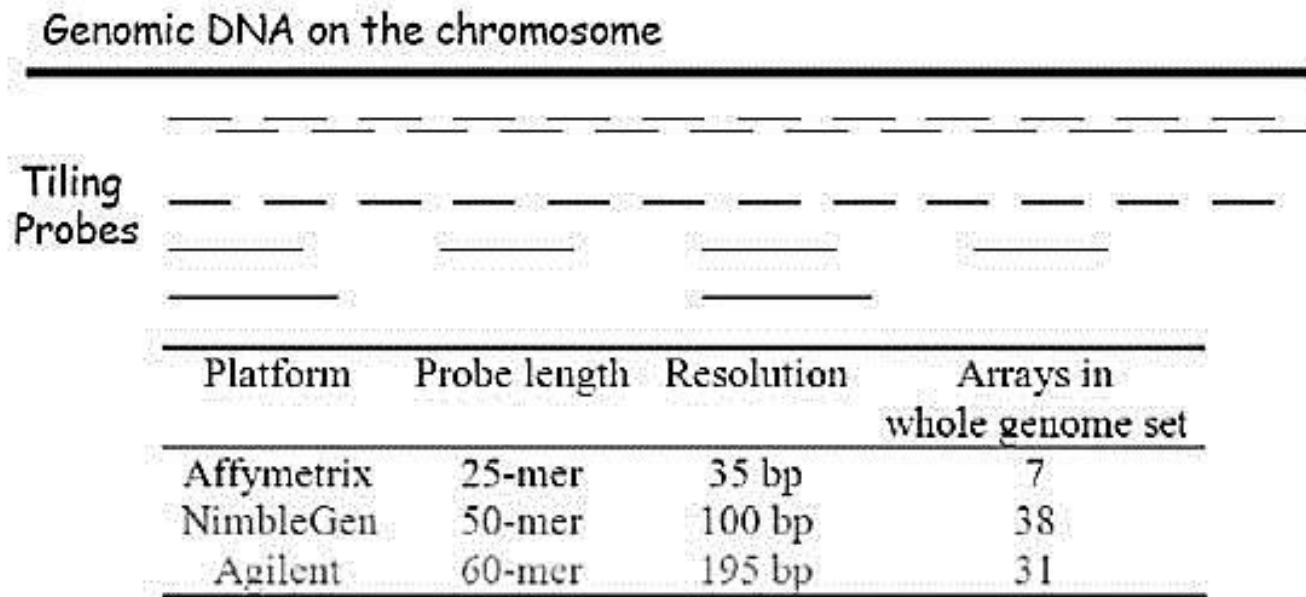 Genomic DNA on the chromosome
Tiling
Probes
Platform Probe length Resolution Arrays in
whole genome set
Affymetrix 25-mer 35 bp 7
NimbleGen 50-mer 100 bp 38
Agilent 60-mer 195 bp 31